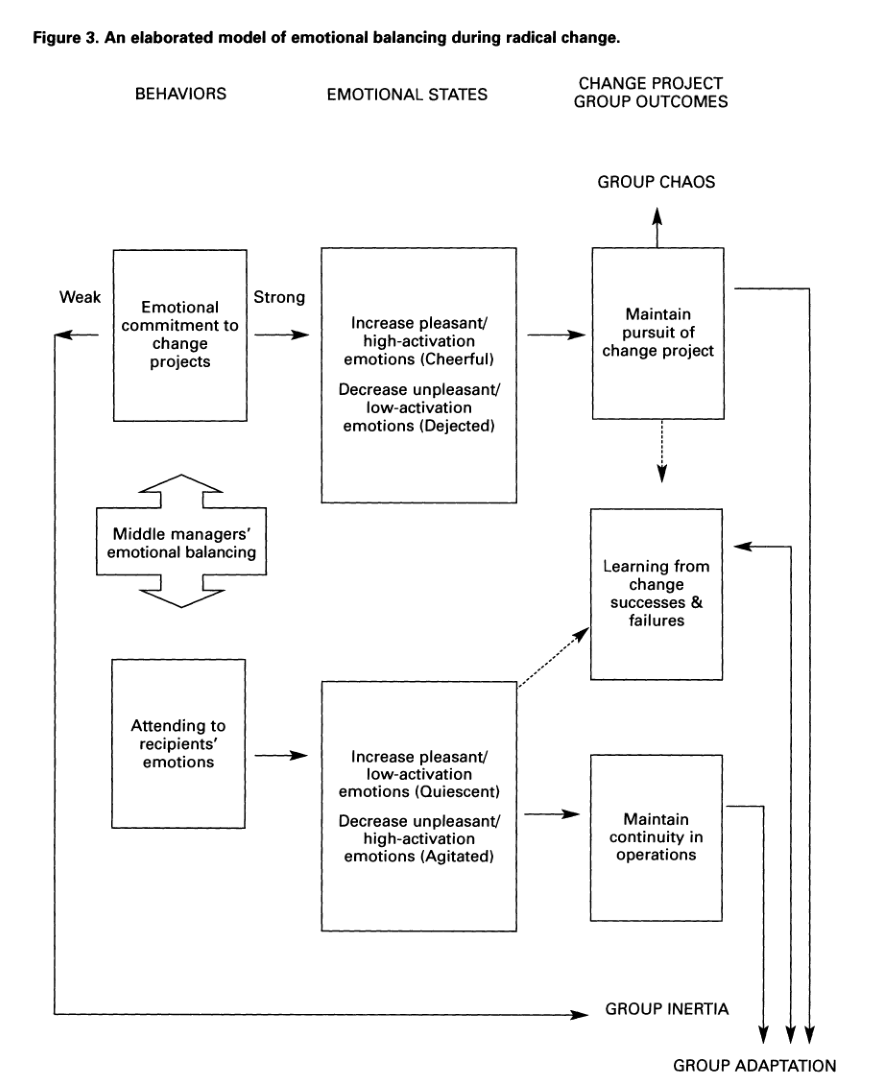 Figure 3. An elaborated model of emotional balancing during radical change.
BEHAVIORS
EMOTIONAL STATES
CHANGE PROJECT
GROUP OUTCOMES
GROUP CHAOS
Weak
Emotional
commitment to
change
projects
Strong
Increase pleasant/
high-activation
emotions (Cheerful)
Decrease unpleasant/
low-activation
emotions (Dejected)
Maintain
pursuit of
change project
Middle managers'
emotional balancing
Learning from
change
successes &
failures
Attending to
recipients'
emotions
Increase pleasant/
low-activation
emotions (Quiescent)
Decrease unpleasant/
high-activation
emotions (Agitated)
Maintain
continuity in
operations
GROUP INERTIA
GROUP ADAPTATION